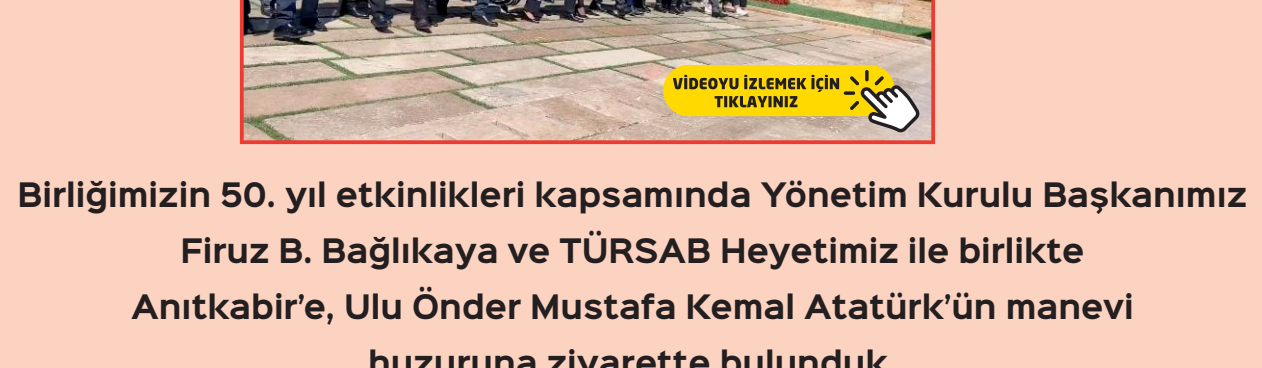 VİDEOYU İZLEMEK İÇİN
TIKLAYINIZ
Birliğimizin 50. yıl etkinlikleri kapsamında Yönetim Kurulu Başkanımız
Firuz B. Bağlıkaya ve TÜRSAB Heyetimiz ile birlikte
Anıtkabir’e, Ulu Önder Mustafa Kemal Atatürk’ün manevi
huzuruna ziyarette bulunduk